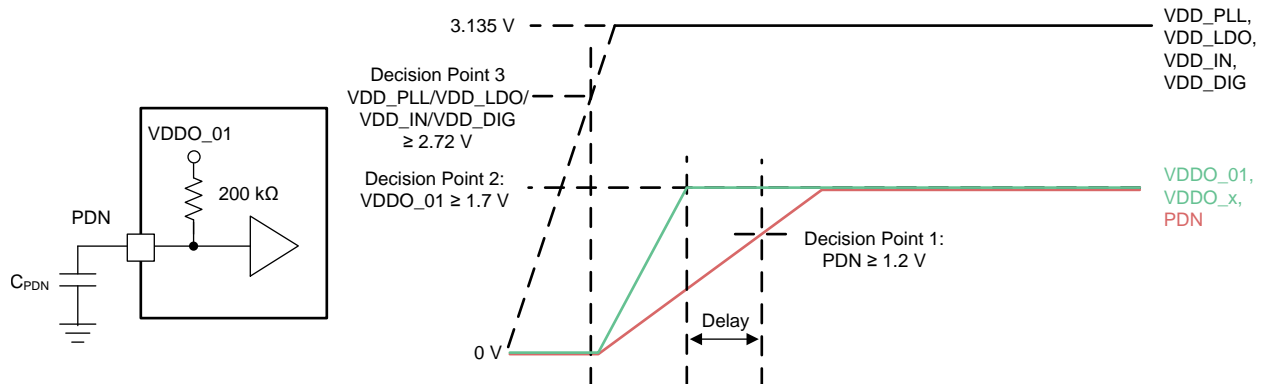 VDDO_01
200 kΩ
PDN
CPDN
3.135 V
Decision Point 3
VDD_PLL/VDD_LDO/
VDD_IN/VDD_DIG
≥ 2.72 V
Decision Point 2:
VDDO_01 ≥ 1.7 V
0 V
Decision Point 1:
PDN ≥ 1.2 V
Delay
VDD_PLL,
VDD_LDO,
VDD_IN,
VDD_DIG
VDDO_01,
VDDO_x,
PDN